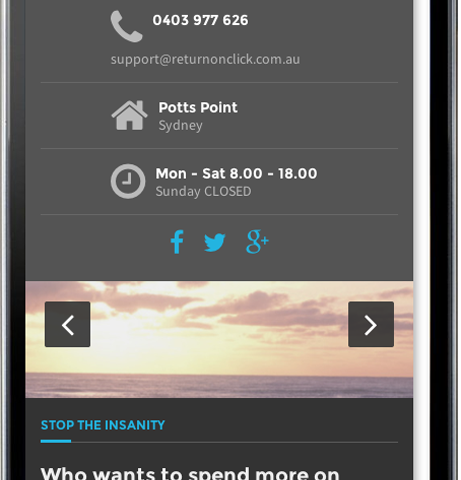 0403 977 626
support@returnonclick.com.au
Potts Point
Sydney
Mon - Sat 8.00 - 18.00
Sunday CLOSED
STOP THE INSANITY
Who wants to spend more on